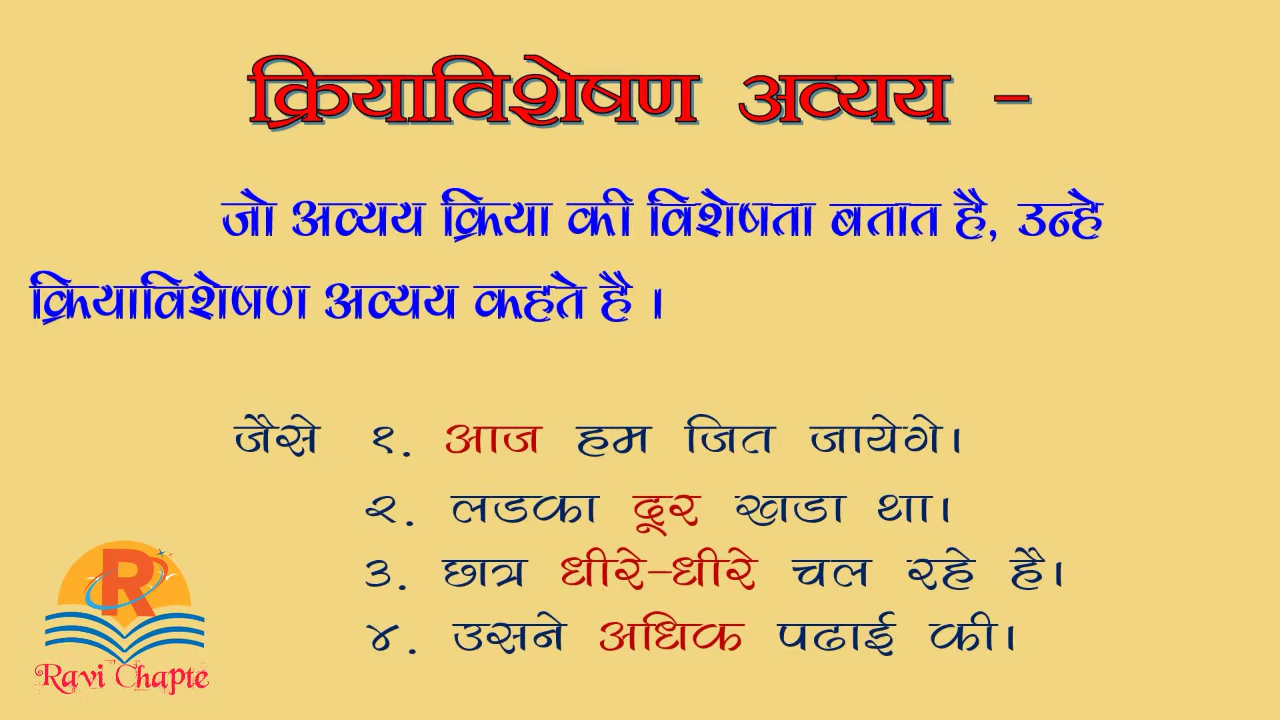 क्रियाविशेषण अव्यय -
जो अव्यय क्रिया की विशेषता बतात है, उन्हे
क्रियाविशेषण अव्यय कहते है ।
जैसे १. आज हम जित जायेगे।
२. लडका दूर खडा था।
३. छात्र धीरे-धीरे चल रहे है।
४. उसने अधिक पढाई की।
R
Ravi Chapte